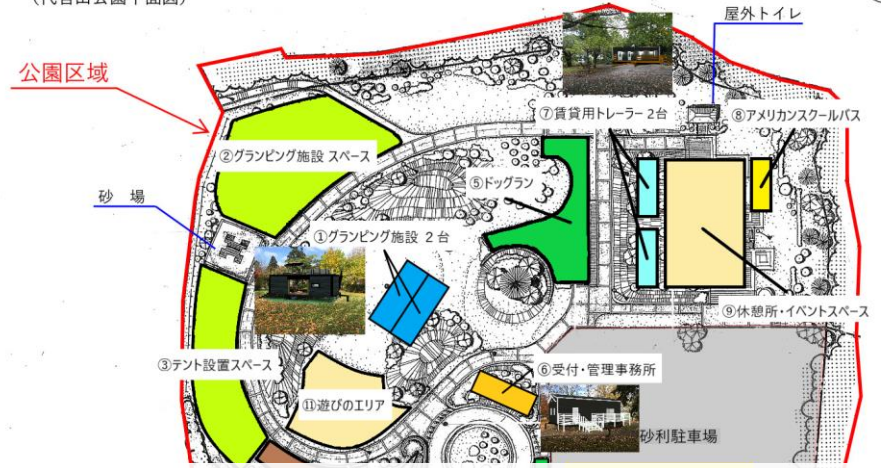 (代官山公園平面図)
屋外トイレ
公園区域
⑦賃貸用トレーラー 2台
⑧アメリカンスクールバス
②グランピング施設 スペース
⑤ドッグラン
砂 場
①グランピング施設 2台
⑨休憩所・イベントスペース
③テント設置スペース
⑥受付・管理事務所
⑪遊びのエリア
砂利駐車場